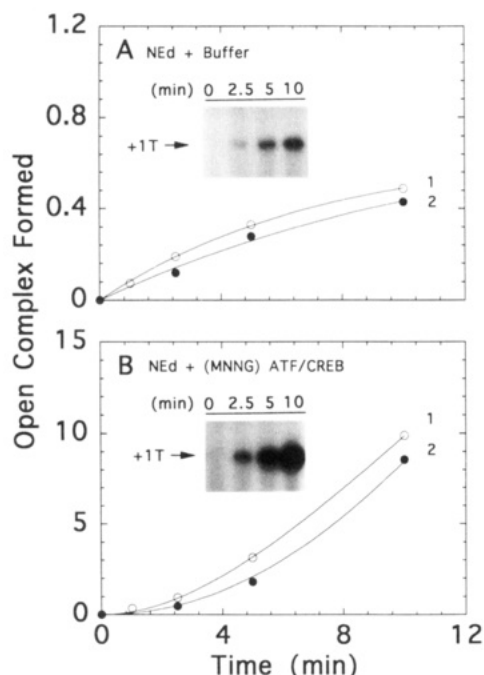 1.2
A NEd + Buffer
(min) 0 2.5 5 10
+1T
0.8
0.4
0
1
2
Open Complex Formed
15
B NEd + (MNNG) ATF/CREB
(min) 0 2.5 5 10
+1T
10
5
0
1
2
0 4 8 12
Time (min)